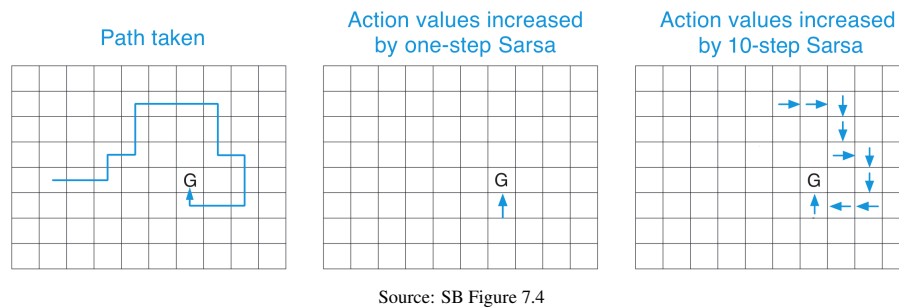 Path taken
Action values increased
by one-step Sarsa
Action values increased
by 10-step Sarsa
G
G
G
Source: SB Figure 7.4